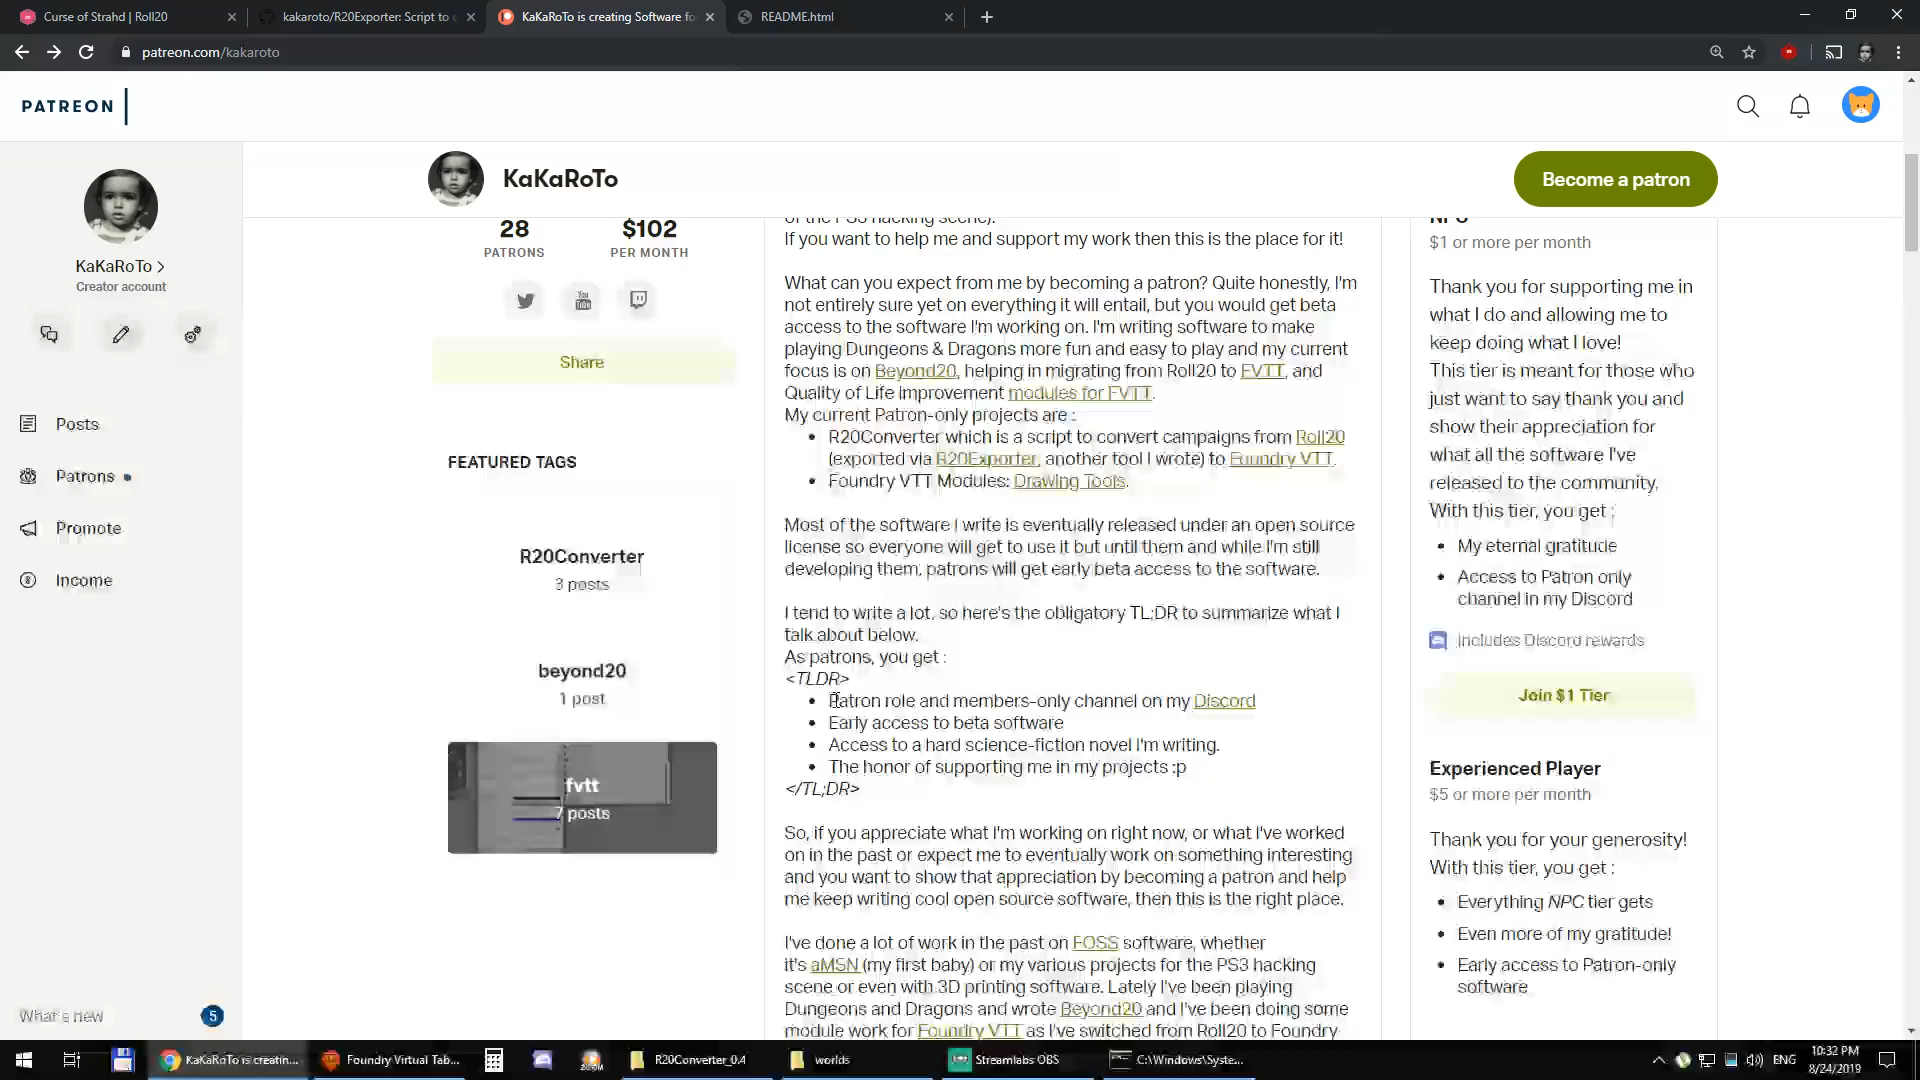 Curse of Strahd | Roll20
kakaroto/R20Exporter: Script to c
KaKaRoTo is creating Software fo
README.html
patreon.com/kakaroto
PATREON
KaKaRoTo
Become a patron
KaKaRoTo
Creator account
Posts
Patrons
Promote
Income
What's new
5
28
PATRONS
$102
PER MONTH
Share
FEATURED TAGS
R20Converter
3 posts
beyond20
1 post
fvtt
7 posts
of the PS3 hacking scene).
If you want to help me and support my work then this is the place for it!
What can you expect from me by becoming a patron? Quite honestly, I'm
not entirely sure yet on everything it will entail, but you would get beta
access to the software I'm working on. I'm writing software to make
playing Dungeons & Dragons more fun and easy to play and my current
focus is on Beyond20, helping in migrating from Roll20 to FVTT, and
Quality of Life improvement modules for FVTT.
My current Patron-only projects are :
• R20Converter which is a script to convert campaigns from Roll20
(exported via R20Exporter, another tool I wrote) to Foundry VTT.
• Foundry VTT Modules: Drawing Tools.
Most of the software I write is eventually released under an open source
license so everyone will get to use it but until them and while I'm still
developing them, patrons will get early beta access to the software.
I tend to write a lot, so here's the obligatory TL;DR to summarize what I
talk about below.
As patrons, you get :
<TLDR>
• Patron role and members-only channel on my Discord
• Early access to beta software
• Access to a hard science-fiction novel I'm writing.
• The honor of supporting me in my projects :p
</TL;DR>
So, if you appreciate what I'm working on right now, or what I've worked
on in the past or expect me to eventually work on something interesting
and you want to show that appreciation by becoming a patron and help
me keep writing cool open source software, then this is the right place.
I've done a lot of work in the past on FOSS software, whether
it's aMSN (my first baby) or my various projects for the PS3 hacking
scene or even with 3D printing software. Lately I've been playing
Dungeons and Dragons and wrote Beyond20 and I've been doing some
module work for Foundry VTT as I've switched from Roll20 to Foundry
NPC
$1 or more per month
Thank you for supporting me in
what I do and allowing me to
keep doing what I love!
This tier is meant for those who
just want to say thank you and
show their appreciation for
what all the software I've
released to the community.
With this tier, you get :
• My eternal gratitude
• Access to Patron only
channel in my Discord
Includes Discord rewards
Join $1 Tier
Experienced Player
$5 or more per month
Thank you for your generosity!
With this tier, you get :
• Everything NPC tier gets
• Even more of my gratitude!
• Early access to Patron-only
software
KaKaRoTo is creatin...
Foundry Virtual Tab...
R20Converter_0.4
worlds
Streamlabs OBS
C:\Windows\Syste...
ENG
10:32 PM
8/24/2019